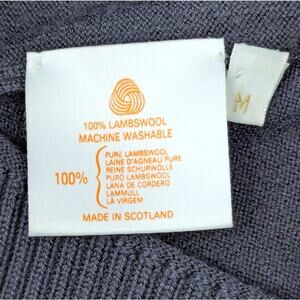 100% LAMBSWOOL
MACHINE WASHABLE
100%
PURE LAMBSWOOL
LAINE D'AGNEAU PURE
REINE SCHURWOLLE
PURO LAMBSWOOL
LANA DE CORDERO
LAMMULL
LÀ VIRGEM
MADE IN SCOTLAND
M